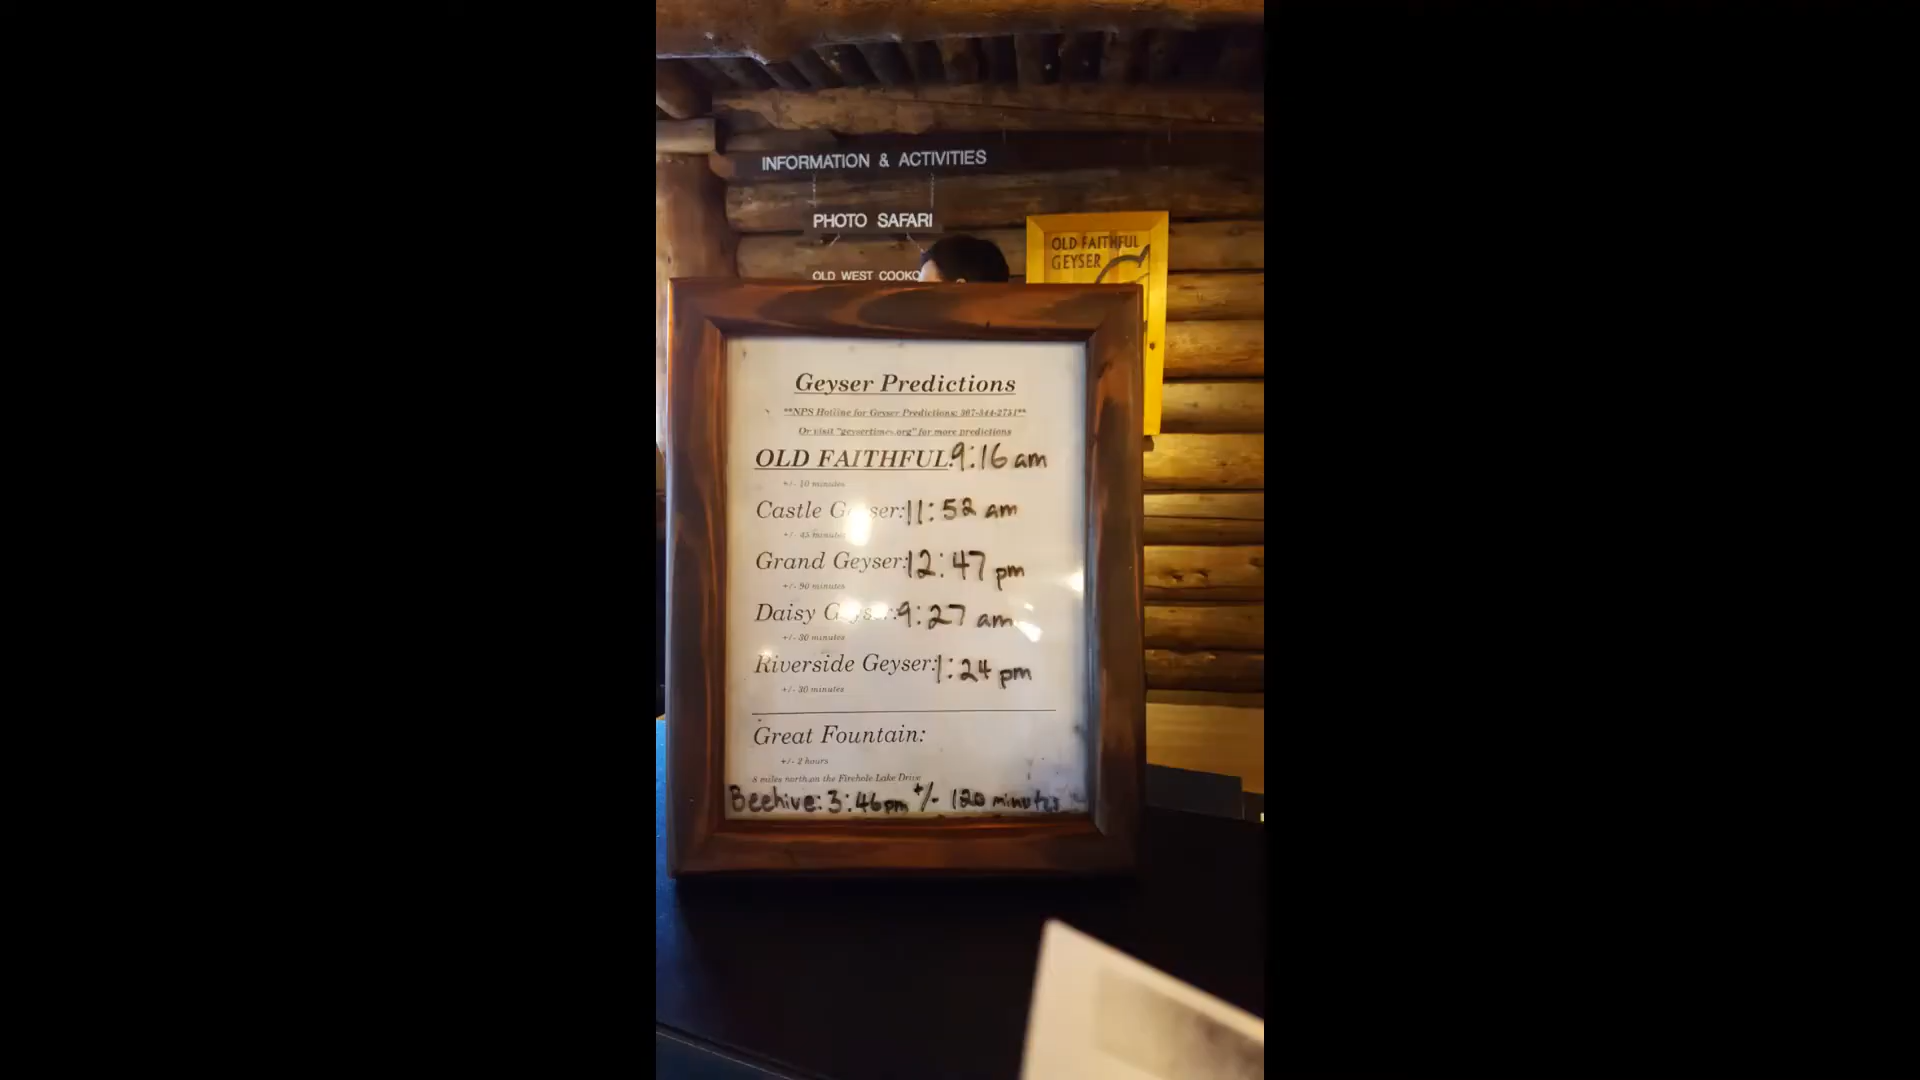 INFORMATION & ACTIVITIES
PHOTO SAFARI
OLD WEST COOKO
OLD FAITHFUL
GEYSER
Geyser Predictions
**NPS Hotline for Geyser Predictions: 307-344-2751**
Or visit "geysertimes.org" for more predictions
OLD FAITHFUL: 9:16 am
+/- 10 minutes
Castle G ser: 11:52 am
+/- 45 minutes
Grand Geyser: 12:47 pm
+/- 90 minutes
Daisy G ys : 9:27 am
+/- 30 minutes
Riverside Geyser: 1:24 pm
+/- 30 minutes
Great Fountain:
+/- 2 hours
8 miles north on the Firehole Lake Drive
Beehive: 3:46pm +/- 120 minutes